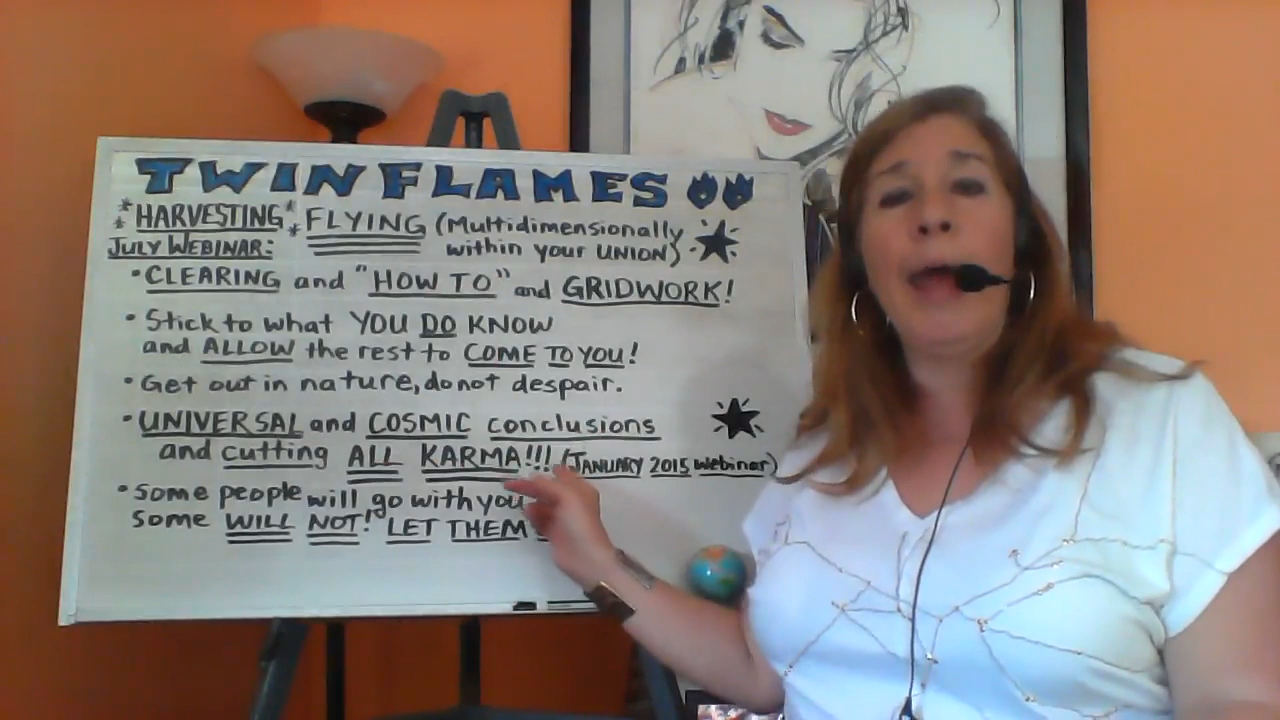 TWIN FLAMES
*HARVESTING* *FLYING (Multidimensionally
within your UNION)
JULY WEBINAR:
• CLEARING and "HOW TO" and GRIDWORK!
• Stick to what YOU DO KNOW
and ALLOW the rest to COME TO YOU!
• Get out in nature, do not despair.
• UNIVERSAL and COSMIC conclusions
and cutting ALL KARMA!!! (JANUARY 2015 webinar)
• Some people will go with you
some WILL NOT! LET THEM